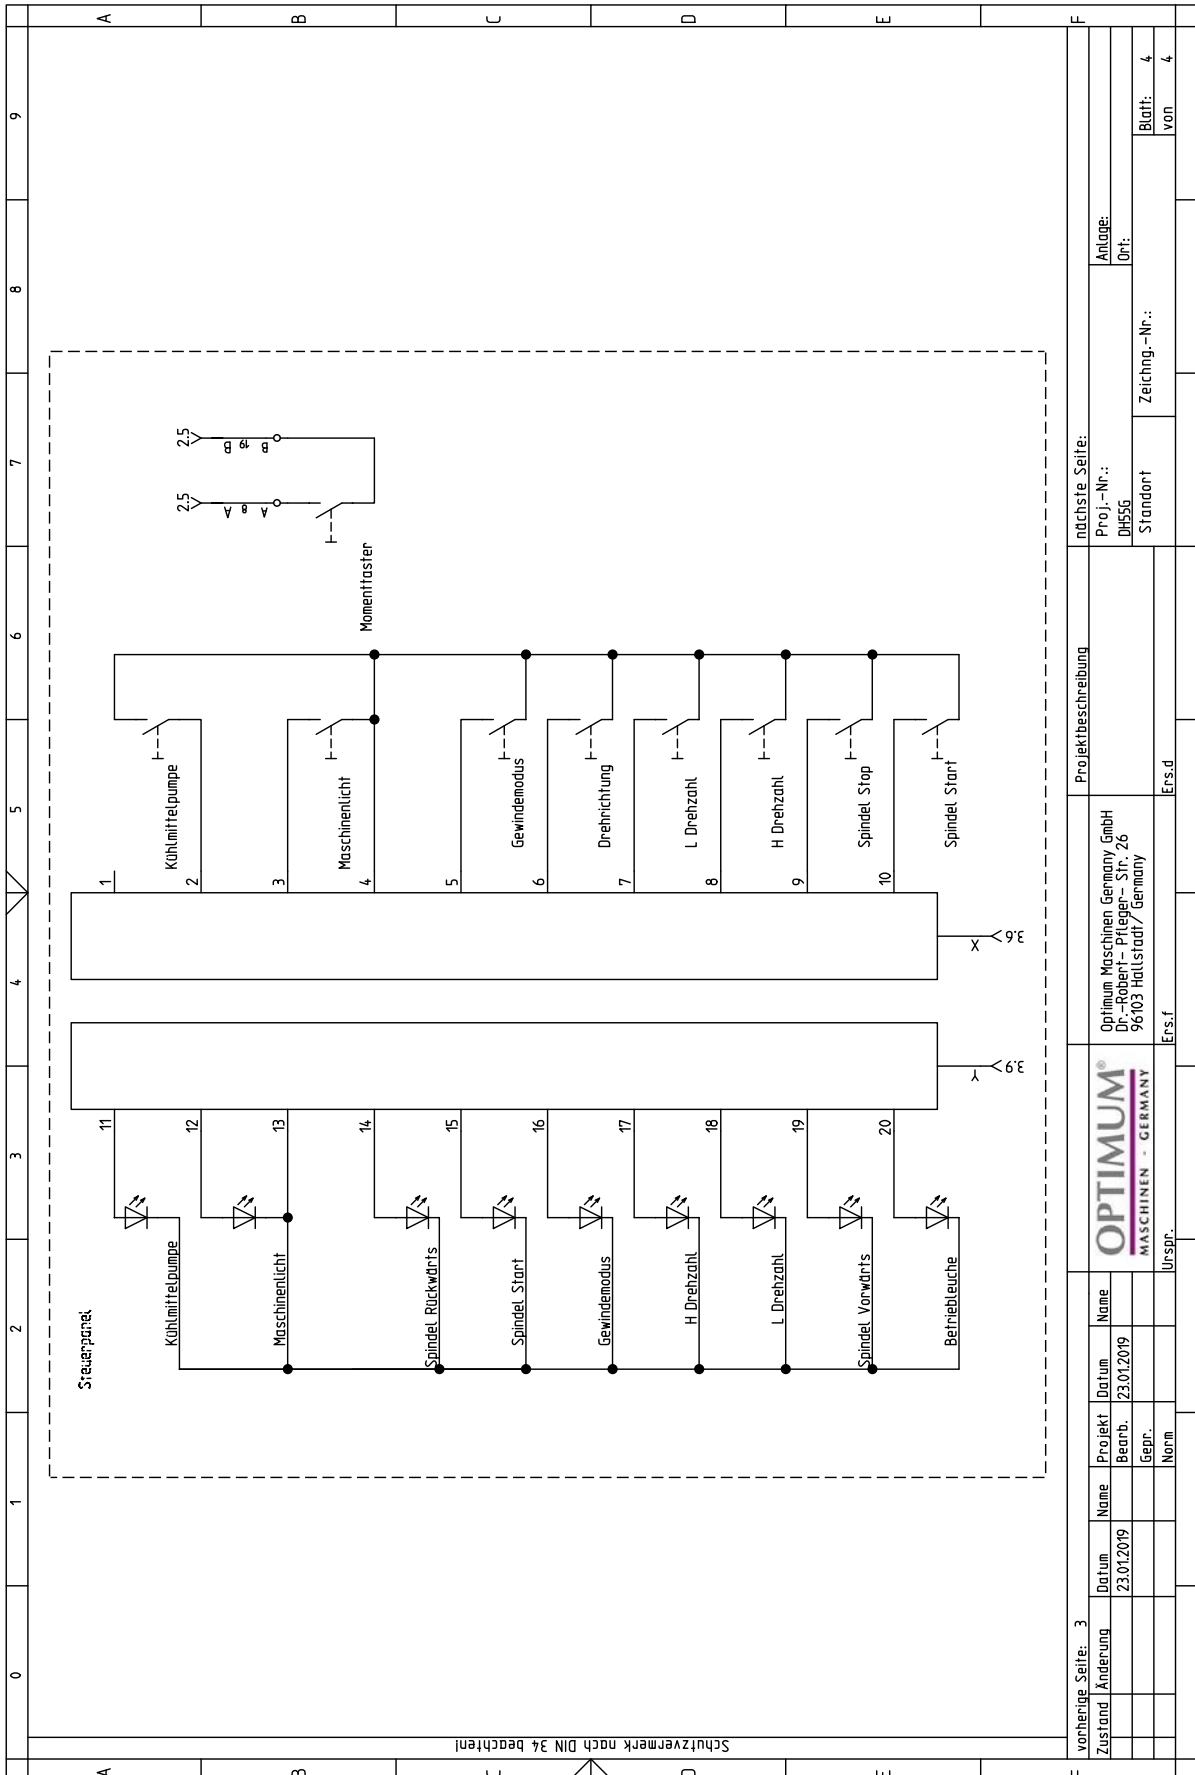 0 1 2 3 4 5 6 7 8 9
A
B
C
D
E
F
A
B
C
D
E
F
Schutzvermerk nach DIN 34 beachten!
Steuerpanel
Kühlmittelpumpe
Maschinenlicht
Spindel Rückwärts
Spindel Start
Gewindemodus
H Drehzahl
L Drehzahl
Spindel Vorwärts
Betriebleuche
11
12
13
14
15
16
17
18
19
20
Y
3.9
X
3.6
1
2
3
4
5
6
7
8
9
10
Kühlmittelpumpe
Maschinenlicht
Gewindemodus
Drehrichtung
L Drehzahl
H Drehzahl
Spindel Stop
Spindel Start
Momenttaster
2.5
A 8 A
2.5
B 19 B
vorherige Seite: 3
Zustand Änderung Datum Name
23.01.2019
Projekt Datum Name
Bearb. 23.01.2019
Gepr.
Norm
OPTIMUM®
MASCHINEN - GERMANY
Urspr.
Optimum Maschinen Germany GmbH
Dr.-Robert- Pfleger- Str. 26
96103 Hallstadt/ Germany
Ers.f
Ers.d
Projektbeschreibung
nächste Seite:
Proj.-Nr.:
DH55G
Standort
Anlage:
Ort:
Zeichng.-Nr.:
Blatt: 4
von 4